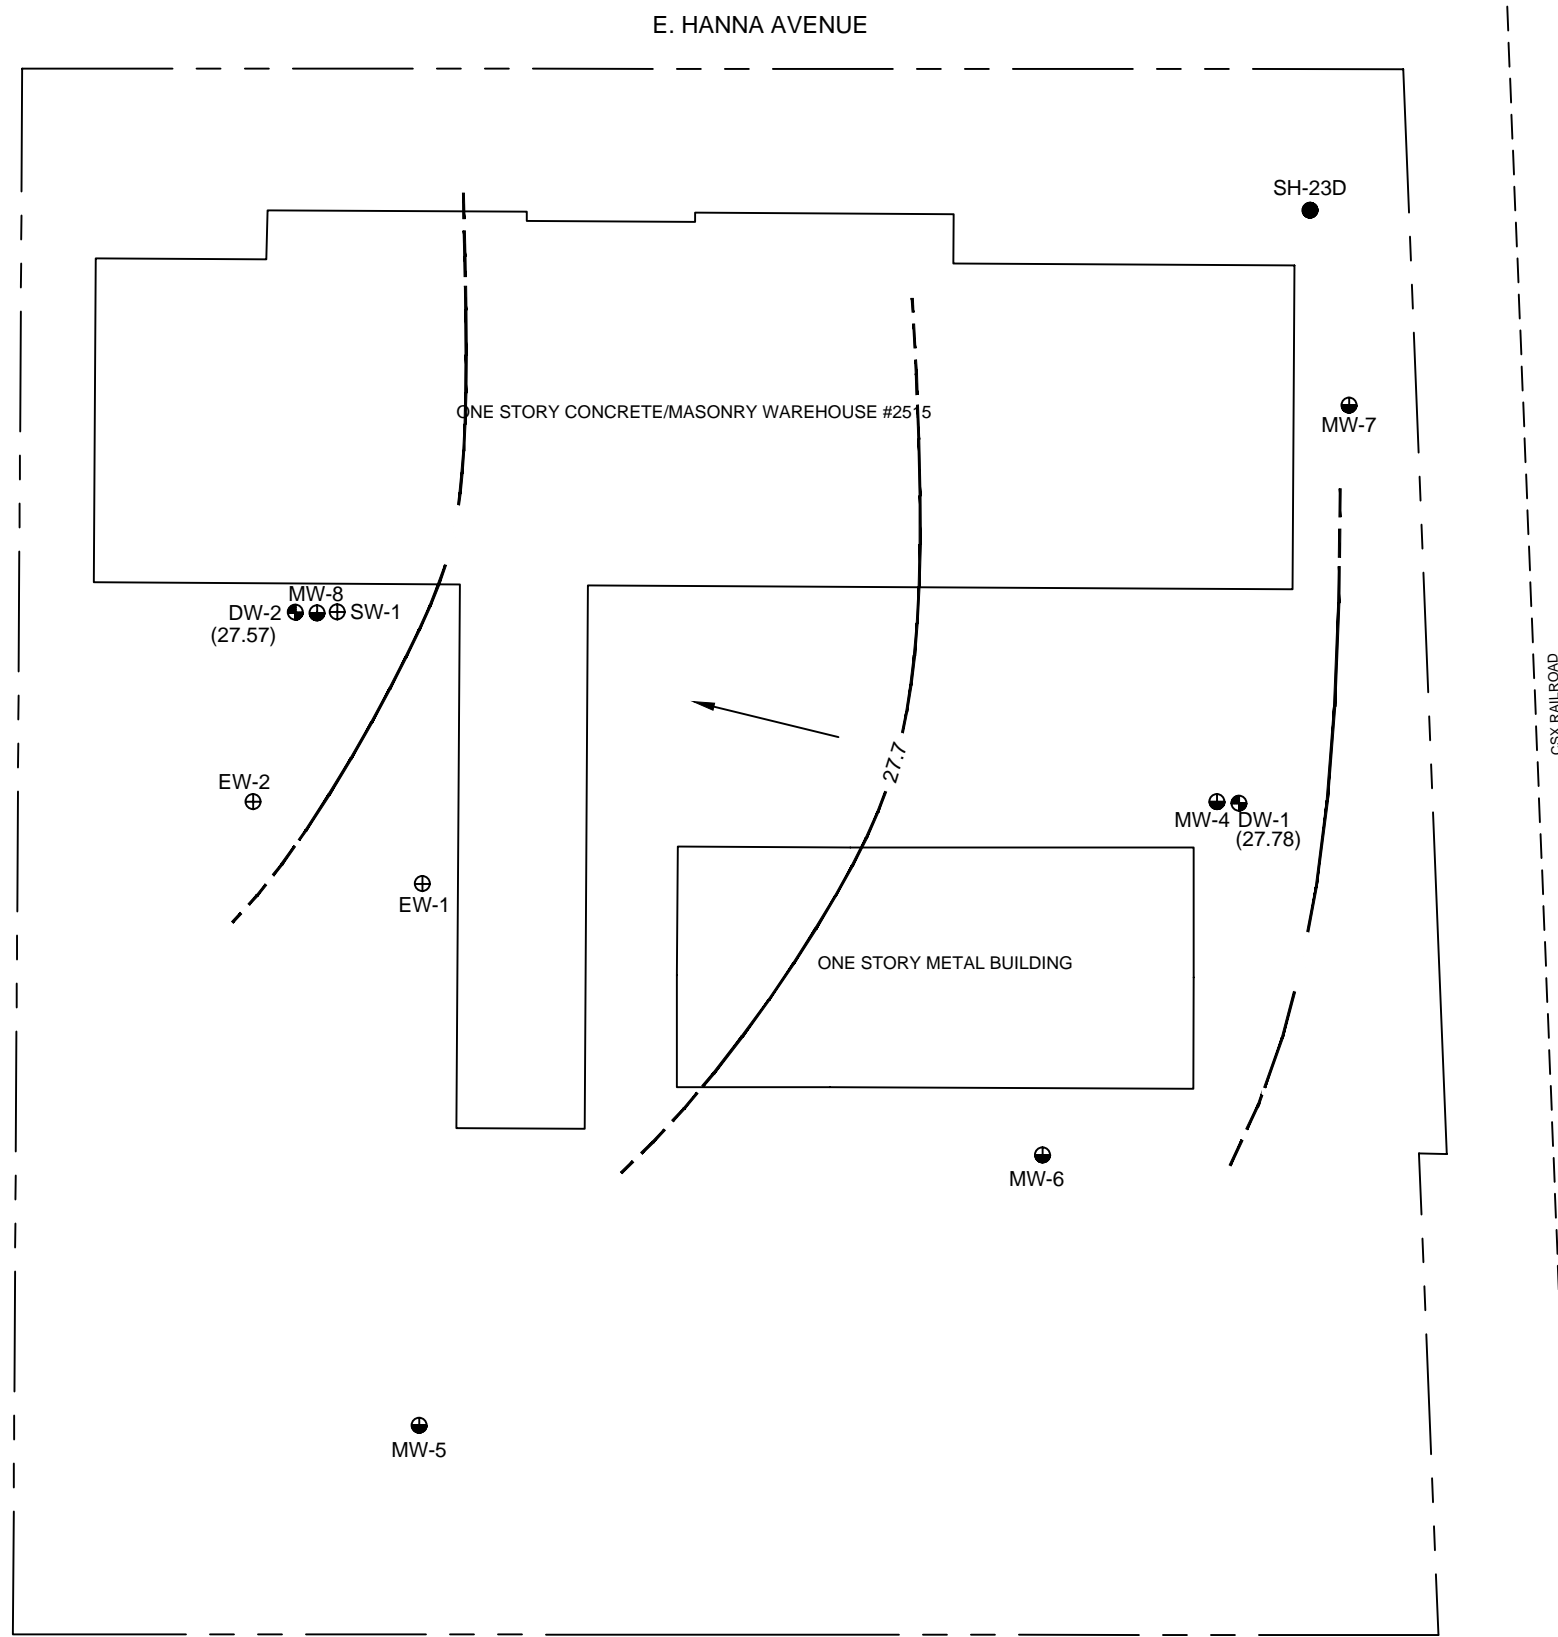 E. HANNA AVENUE
SH-23D
ONE STORY CONCRETE/MASONRY WAREHOUSE #2515
MW-7
MW-8
DW-2
SW-1
(27.57)
CSX RAILROAD
27.7
EW-2
MW-4
DW-1
(27.78)
EW-1
ONE STORY METAL BUILDING
MW-6
MW-5